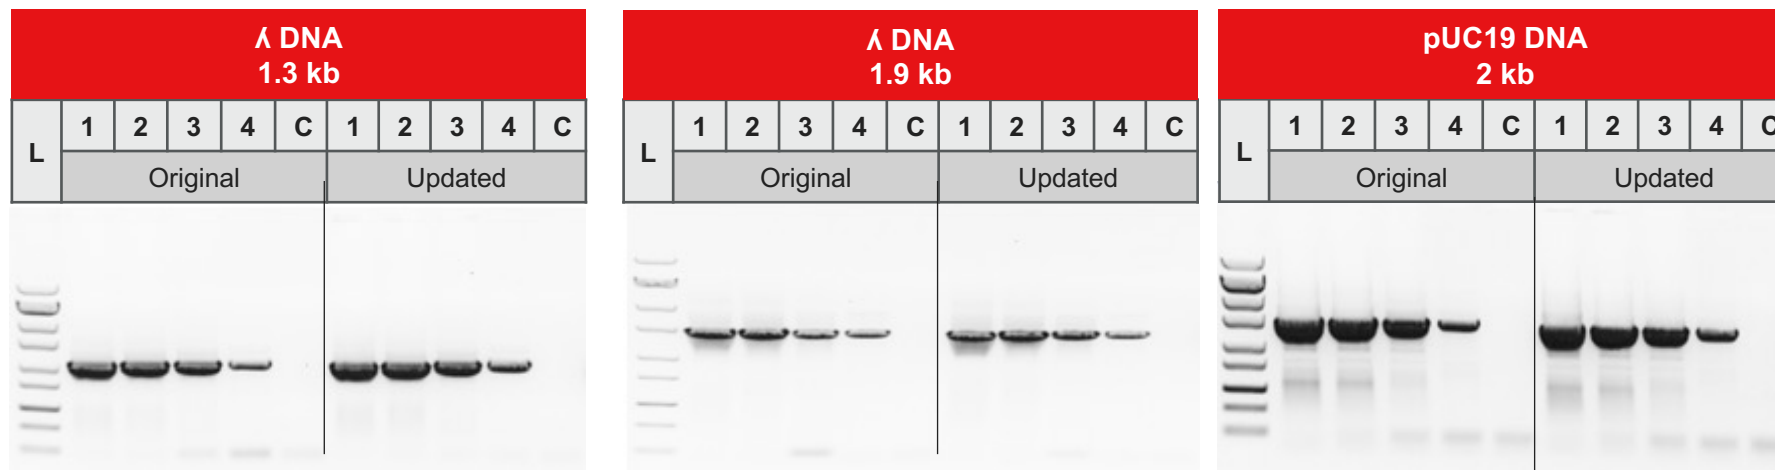 ʎ DNA
1.3 kb
L 1 2 3 4 C 1 2 3 4 C
Original Updated
ʎ DNA
1.9 kb
L 1 2 3 4 C 1 2 3 4 C
Original Updated
pUC19 DNA
2 kb
L 1 2 3 4 C 1 2 3 4 C
Original Updated